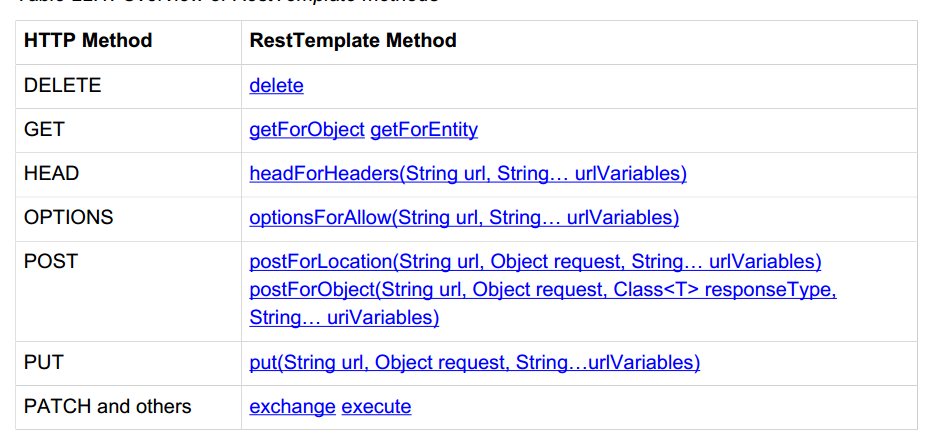 HTTP Method RestTemplate Method
DELETE delete
GET getForObject getForEntity
HEAD headForHeaders(String url, String… urlVariables)
OPTIONS optionsForAllow(String url, String… urlVariables)
POST postForLocation(String url, Object request, String… urlVariables)
postForObject(String url, Object request, Class<T> responseType,
String… uriVariables)
PUT put(String url, Object request, String…urlVariables)
PATCH and others exchange execute